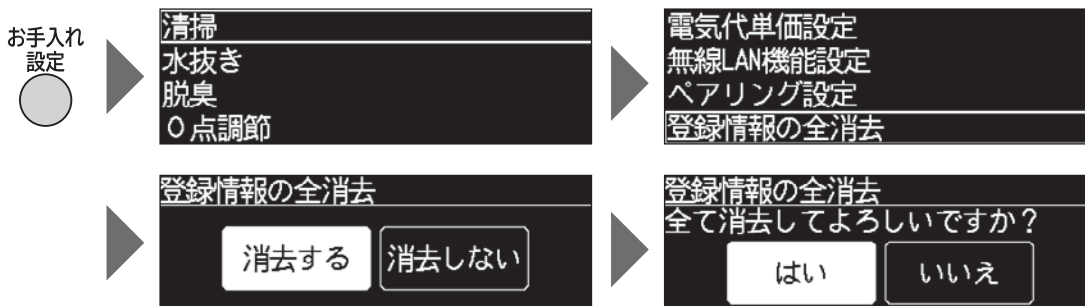 お手入れ
設定
清掃
水抜き
脱臭
0点調節
電気代単価設定
無線LAN機能設定
ペアリング設定
登録情報の全消去
登録情報の全消去
消去する
消去しない
登録情報の全消去
全て消去してよろしいですか？
はい
いいえ